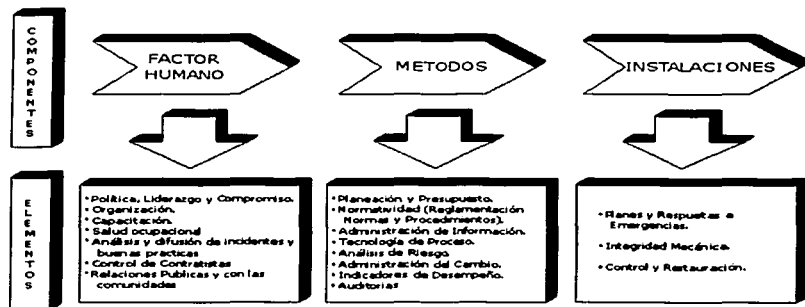 COMPONENTES
FACTOR
HUMANO
METODOS
INSTALACIONES
ELEMENTOS
• Política, Liderazgo y Compromiso.
• Organización.
• Capacitación.
• Salud ocupacional
• Análisis y difusión de incidentes y
buenas practicas
• Control de Contratistas
• Relaciones Publicas y con las
comunidades
• Planeación y Presupuesto.
• Normatividad (Reglamentación
Normas y Procedimientos).
• Administración de Información.
• Tecnología de Proceso.
• Análisis de Riesgo.
• Administración del Cambio.
• Indicadores de Desempeño.
• Auditorias
• Planes y Respuestas a
Emergencias.
• Integridad Mecánica.
• Control y Restauración.